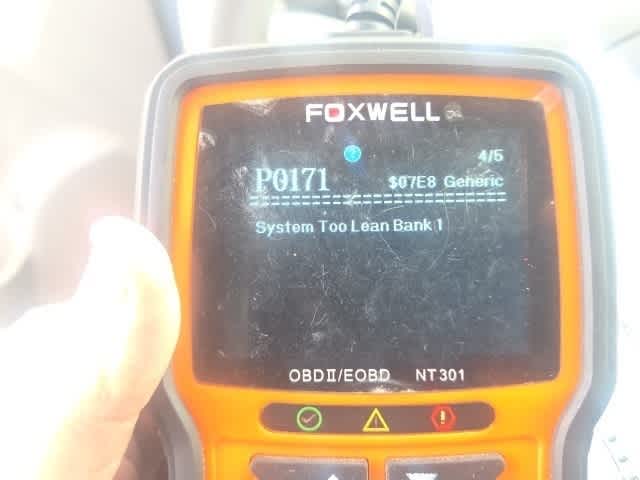 FOXWELL
4/5
P0171 $07E8 Generic
System Too Lean Bank 1
OBDII/EOBD NT301